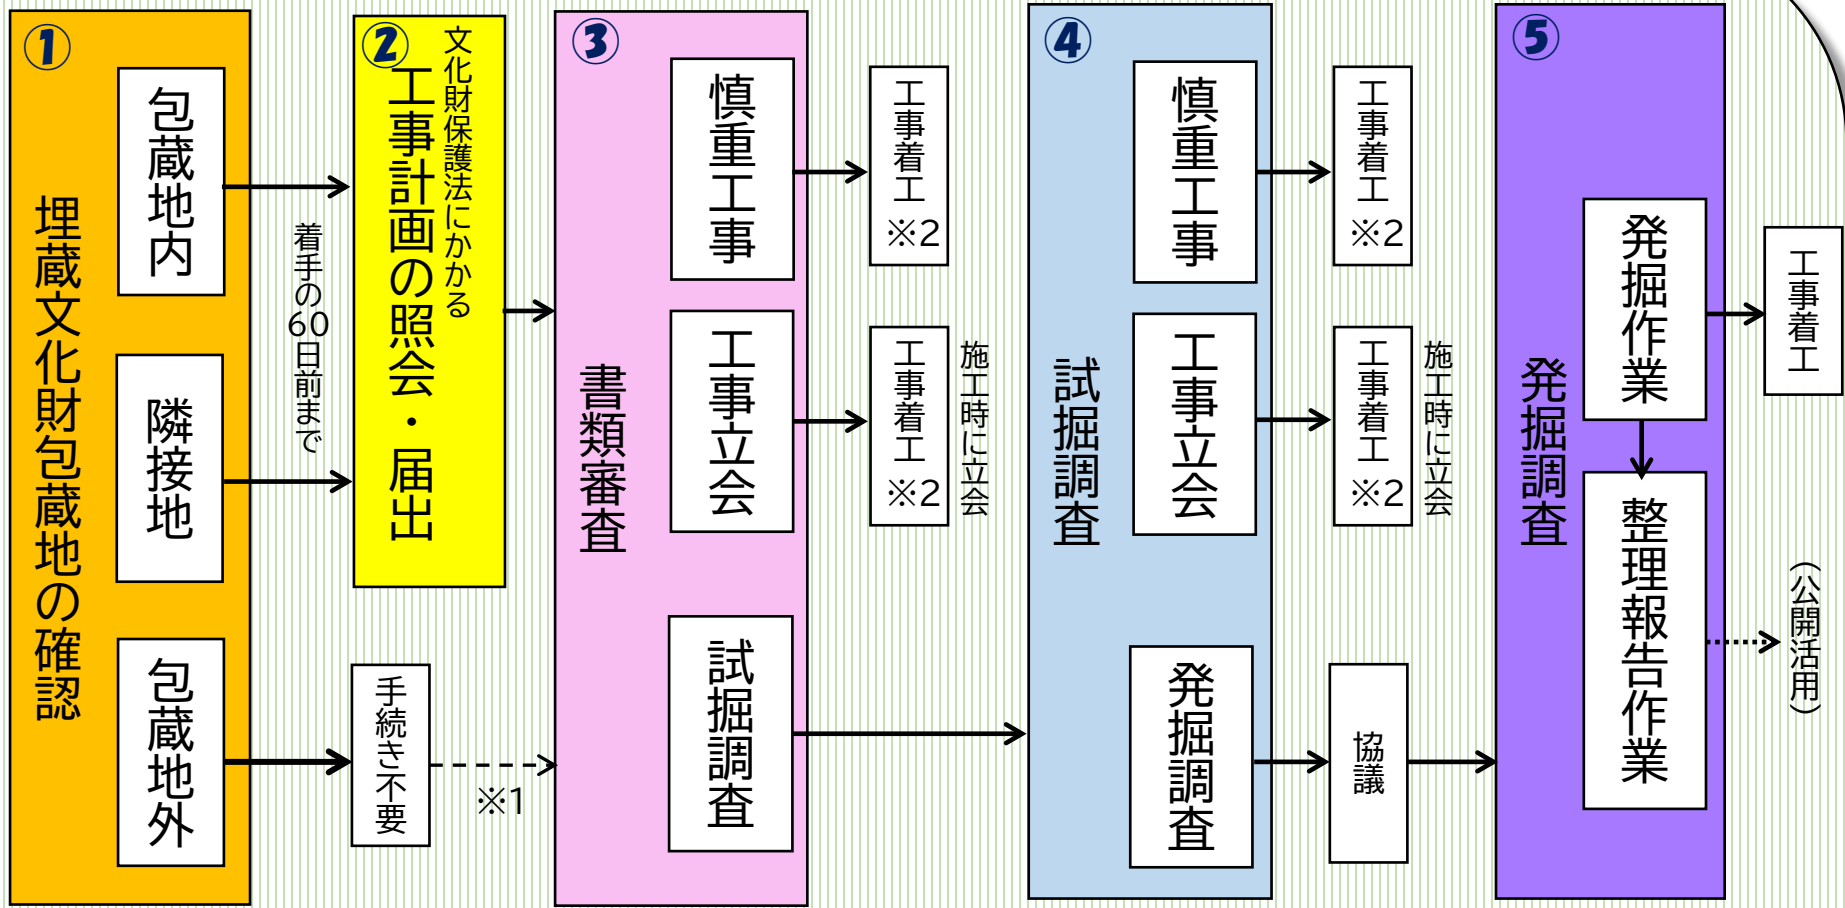 ①
埋蔵文化財包蔵地の確認
包蔵地内
隣接地
包蔵地外
着手の60日前まで
手続き不要
※1
②
文化財保護法にかかる
工事計画の照会・届出
③
書類審査
慎重工事
工事着工
※2
工事立会
工事着工
※2
施工時に立会
試掘調査
④
試掘調査
慎重工事
工事着工
※2
工事立会
工事着工
※2
施工時に立会
発掘調査
協議
⑤
発掘調査
発掘作業
工事着工
整理報告作業
（公開活用）